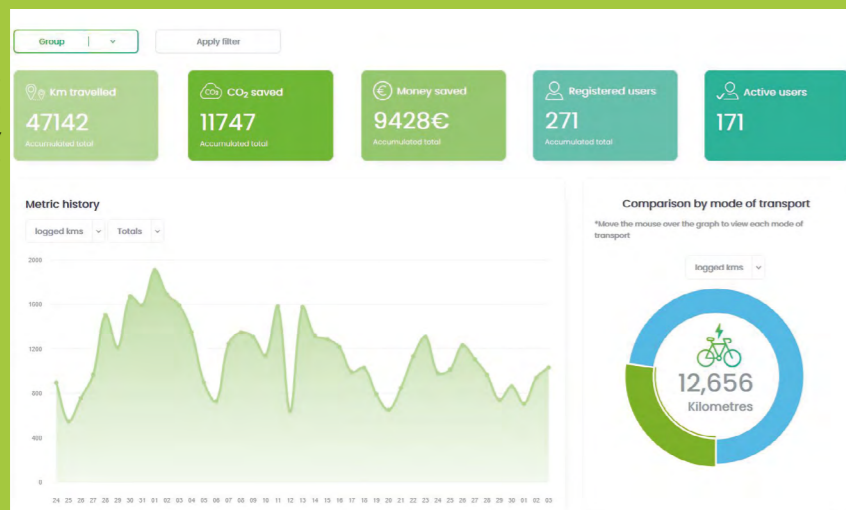 Group
Apply filter
Km travelled
47142
Accumulated total
CO₂ CO₂ saved
11747
Accumulated total
€ Money saved
9428€
Accumulated total
Registered users
271
Accumulated total
Active users
171
Metric history
logged kms Totals
2000
1600
1200
800
400
0
24 25 26 27 28 29 30 31 01 02 03 04 05 06 07 08 09 10 11 12 13 14 15 16 17 18 19 20 21 22 23 24 25 26 27 28 29 30 01 02 03
Comparison by mode of transport
*Move the mouse over the graph to view each mode of
transport
logged kms
12,656
Kilometres